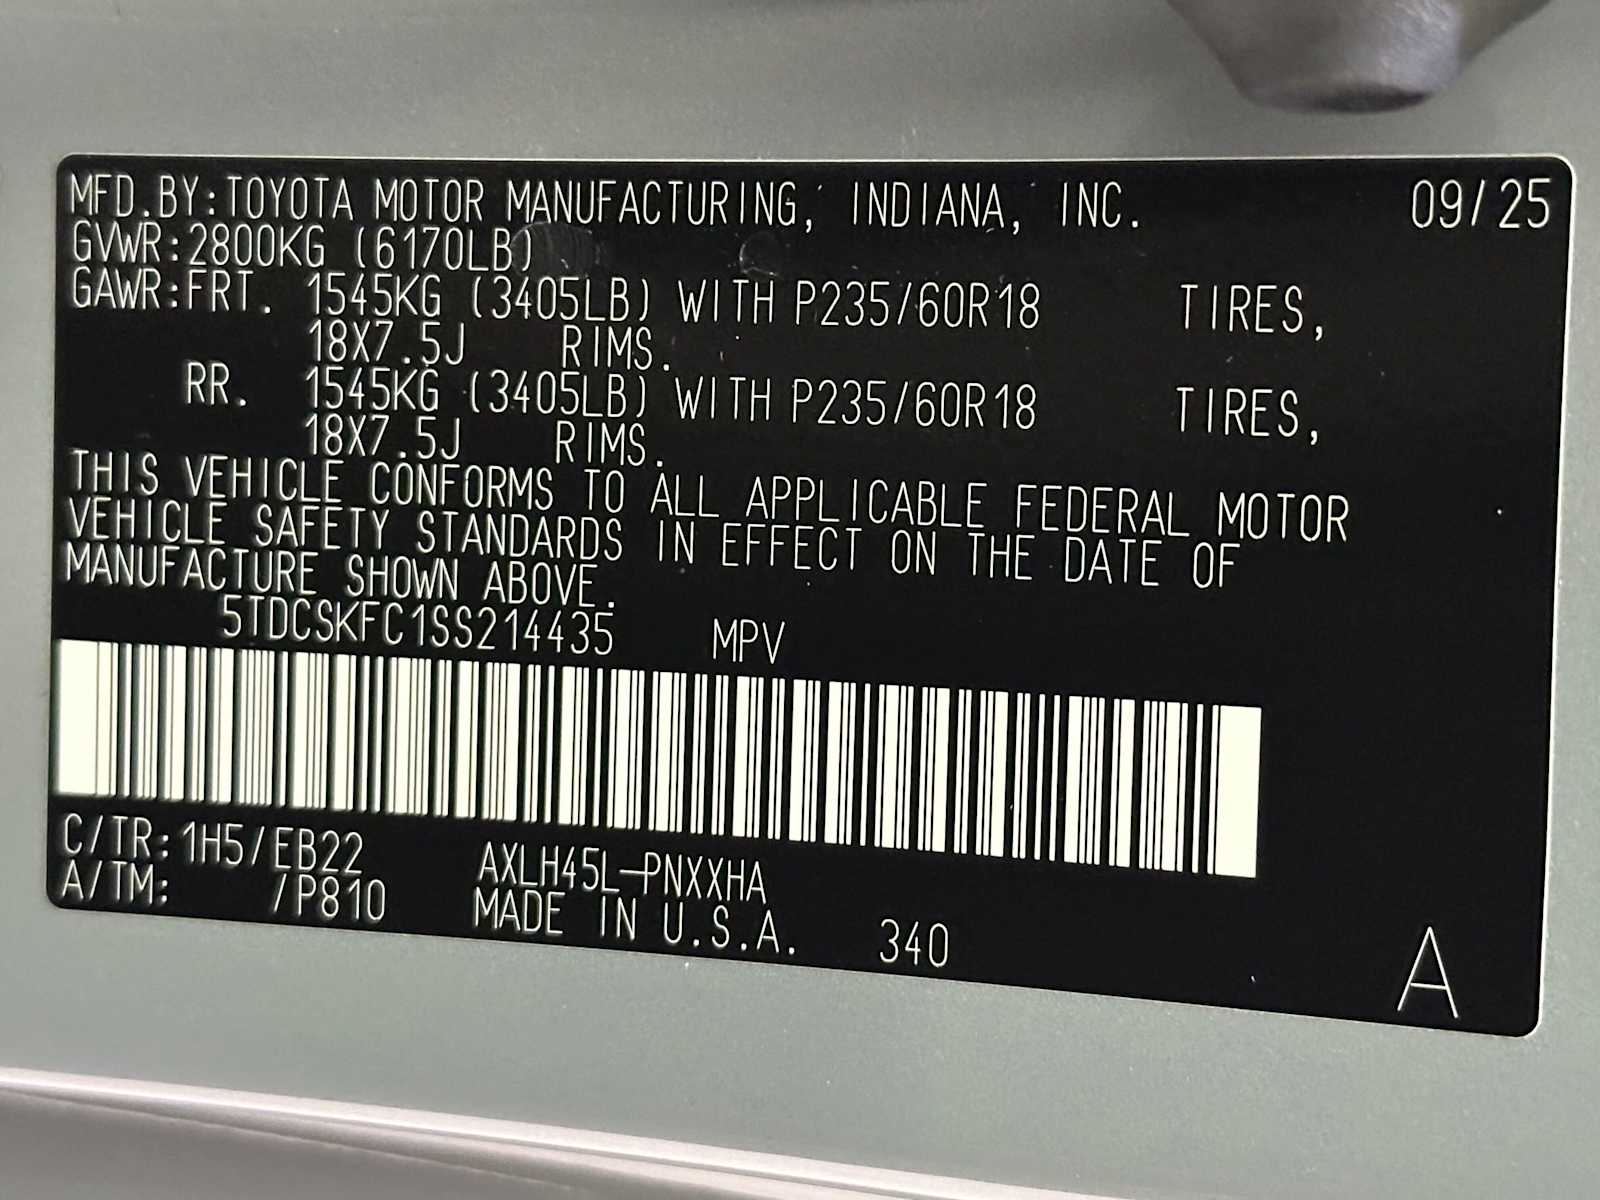 MFD.BY:TOYOTA MOTOR MANUFACTURING, INDIANA, INC. 09/25
GVWR:2800KG (6170LB)
GAWR:FRT. 1545KG (3405LB) WITH P235/60R18 TIRES,
18X7.5J RIMS.
RR. 1545KG (3405LB) WITH P235/60R18 TIRES,
18X7.5J RIMS.
THIS VEHICLE CONFORMS TO ALL APPLICABLE FEDERAL MOTOR
VEHICLE SAFETY STANDARDS IN EFFECT ON THE DATE OF
MANUFACTURE SHOWN ABOVE.
5TDCSKFC1SS214435 MPV
C/TR:1H5/EB22 AXLH45L-PNXXHA
A/TM: /P810 MADE IN U.S.A. 340 A